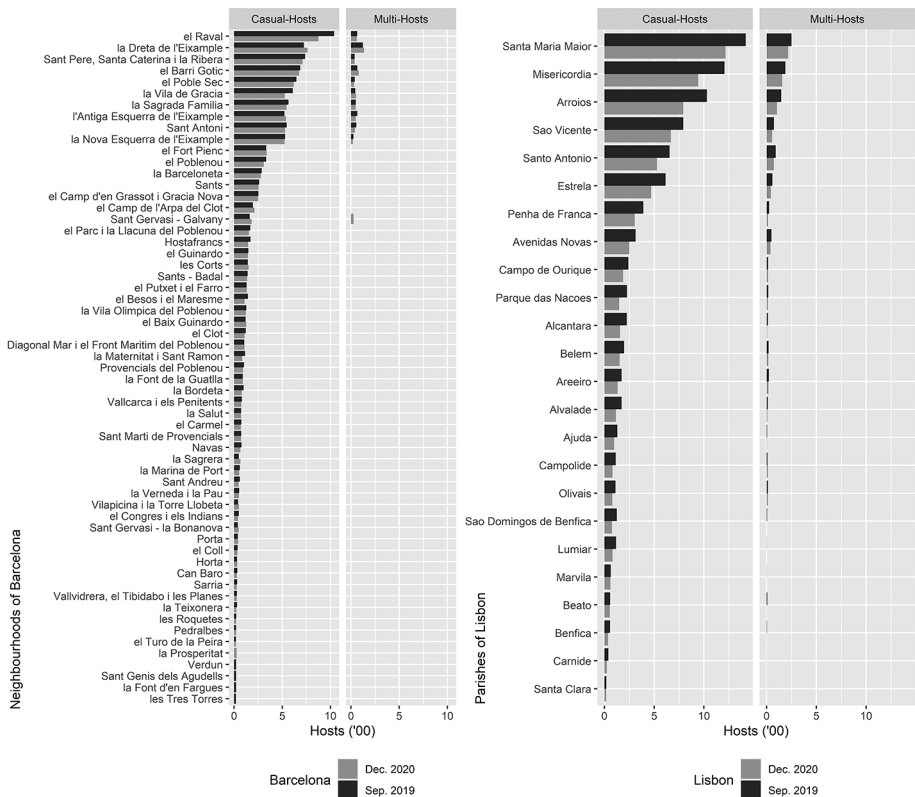 Casual-Hosts
Multi-Hosts
el Raval
la Dreta de l'Eixample
Sant Pere, Santa Caterina i la Ribera
el Barri Gotic
el Poble Sec
la Vila de Gracia
la Sagrada Familia
l'Antiga Esquerra de l'Eixample
Sant Antoni
la Nova Esquerra de l'Eixample
el Fort Pienc
el Poblenou
la Barceloneta
Sants
el Camp d'en Grassot i Gracia Nova
el Camp de l'Arpa del Clot
Sant Gervasi - Galvany
el Parc i la Llacuna del Poblenou
Hostafrancs
el Guinardo
les Corts
Sants - Badal
el Putxet i el Farro
el Besos i el Maresme
la Vila Olimpica del Poblenou
el Baix Guinardo
el Clot
Diagonal Mar i el Front Maritim del Poblenou
la Maternitat i Sant Ramon
Provencials del Poblenou
la Font de la Guatlla
la Bordeta
Vallcarca i els Penitents
la Salut
el Carmel
Sant Marti de Provencials
Navas
la Sagrera
la Marina de Port
Sant Andreu
la Verneda i la Pau
Vilapicina i la Torre Llobeta
el Congres i els Indians
Sant Gervasi - la Bonanova
Porta
el Coll
Horta
Can Baro
Sarria
Vallvidrera, el Tibidabo i les Planes
la Teixonera
les Roquetes
Pedralbes
el Turo de la Peira
la Prosperitat
Verdun
Sant Genis dels Agudells
la Font d'en Fargues
les Tres Torres
Neighbourhoods of Barcelona
0 5 10 0 5 10
Hosts ('00)
Barcelona
Dec. 2020
Sep. 2019
Casual-Hosts
Multi-Hosts
Santa Maria Maior
Misericordia
Arroios
Sao Vicente
Santo Antonio
Estrela
Penha de Franca
Avenidas Novas
Campo de Ourique
Parque das Nacoes
Alcantara
Belem
Areeiro
Alvalade
Ajuda
Campolide
Olivais
Sao Domingos de Benfica
Lumiar
Marvila
Beato
Benfica
Carnide
Santa Clara
Parishes of Lisbon
0 5 10 0 5 10
Hosts ('00)
Lisbon
Dec. 2020
Sep. 2019